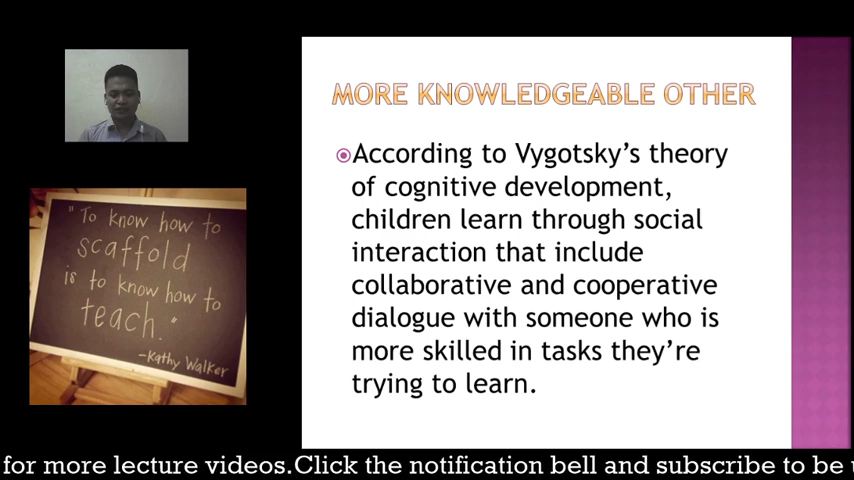 MORE KNOWLEDGEABLE OTHER
According to Vygotsky's theory
of cognitive development,
children learn through social
interaction that include
collaborative and cooperative
dialogue with someone who is
more skilled in tasks they're
trying to learn.
"To know how to
scaffold
is to know how to
teach."
-Kathy Walker
for more lecture videos.Click the notification bell and subscribe to be